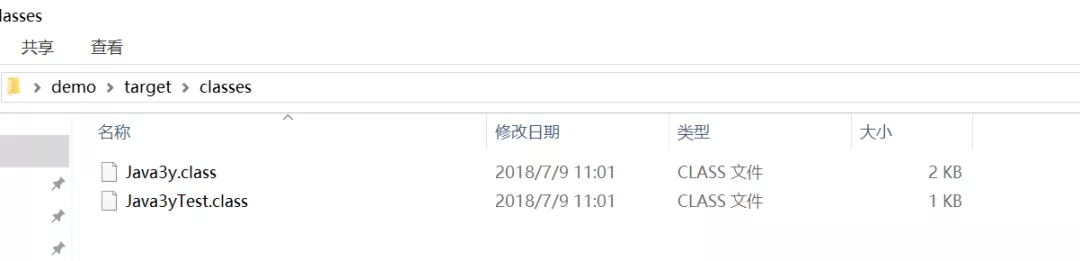 lasses
共享 查看
demo target classes
名称 修改日期 类型 大小
Java3y.class 2018/7/9 11:01 CLASS 文件 2 KB
Java3yTest.class 2018/7/9 11:01 CLASS 文件 1 KB